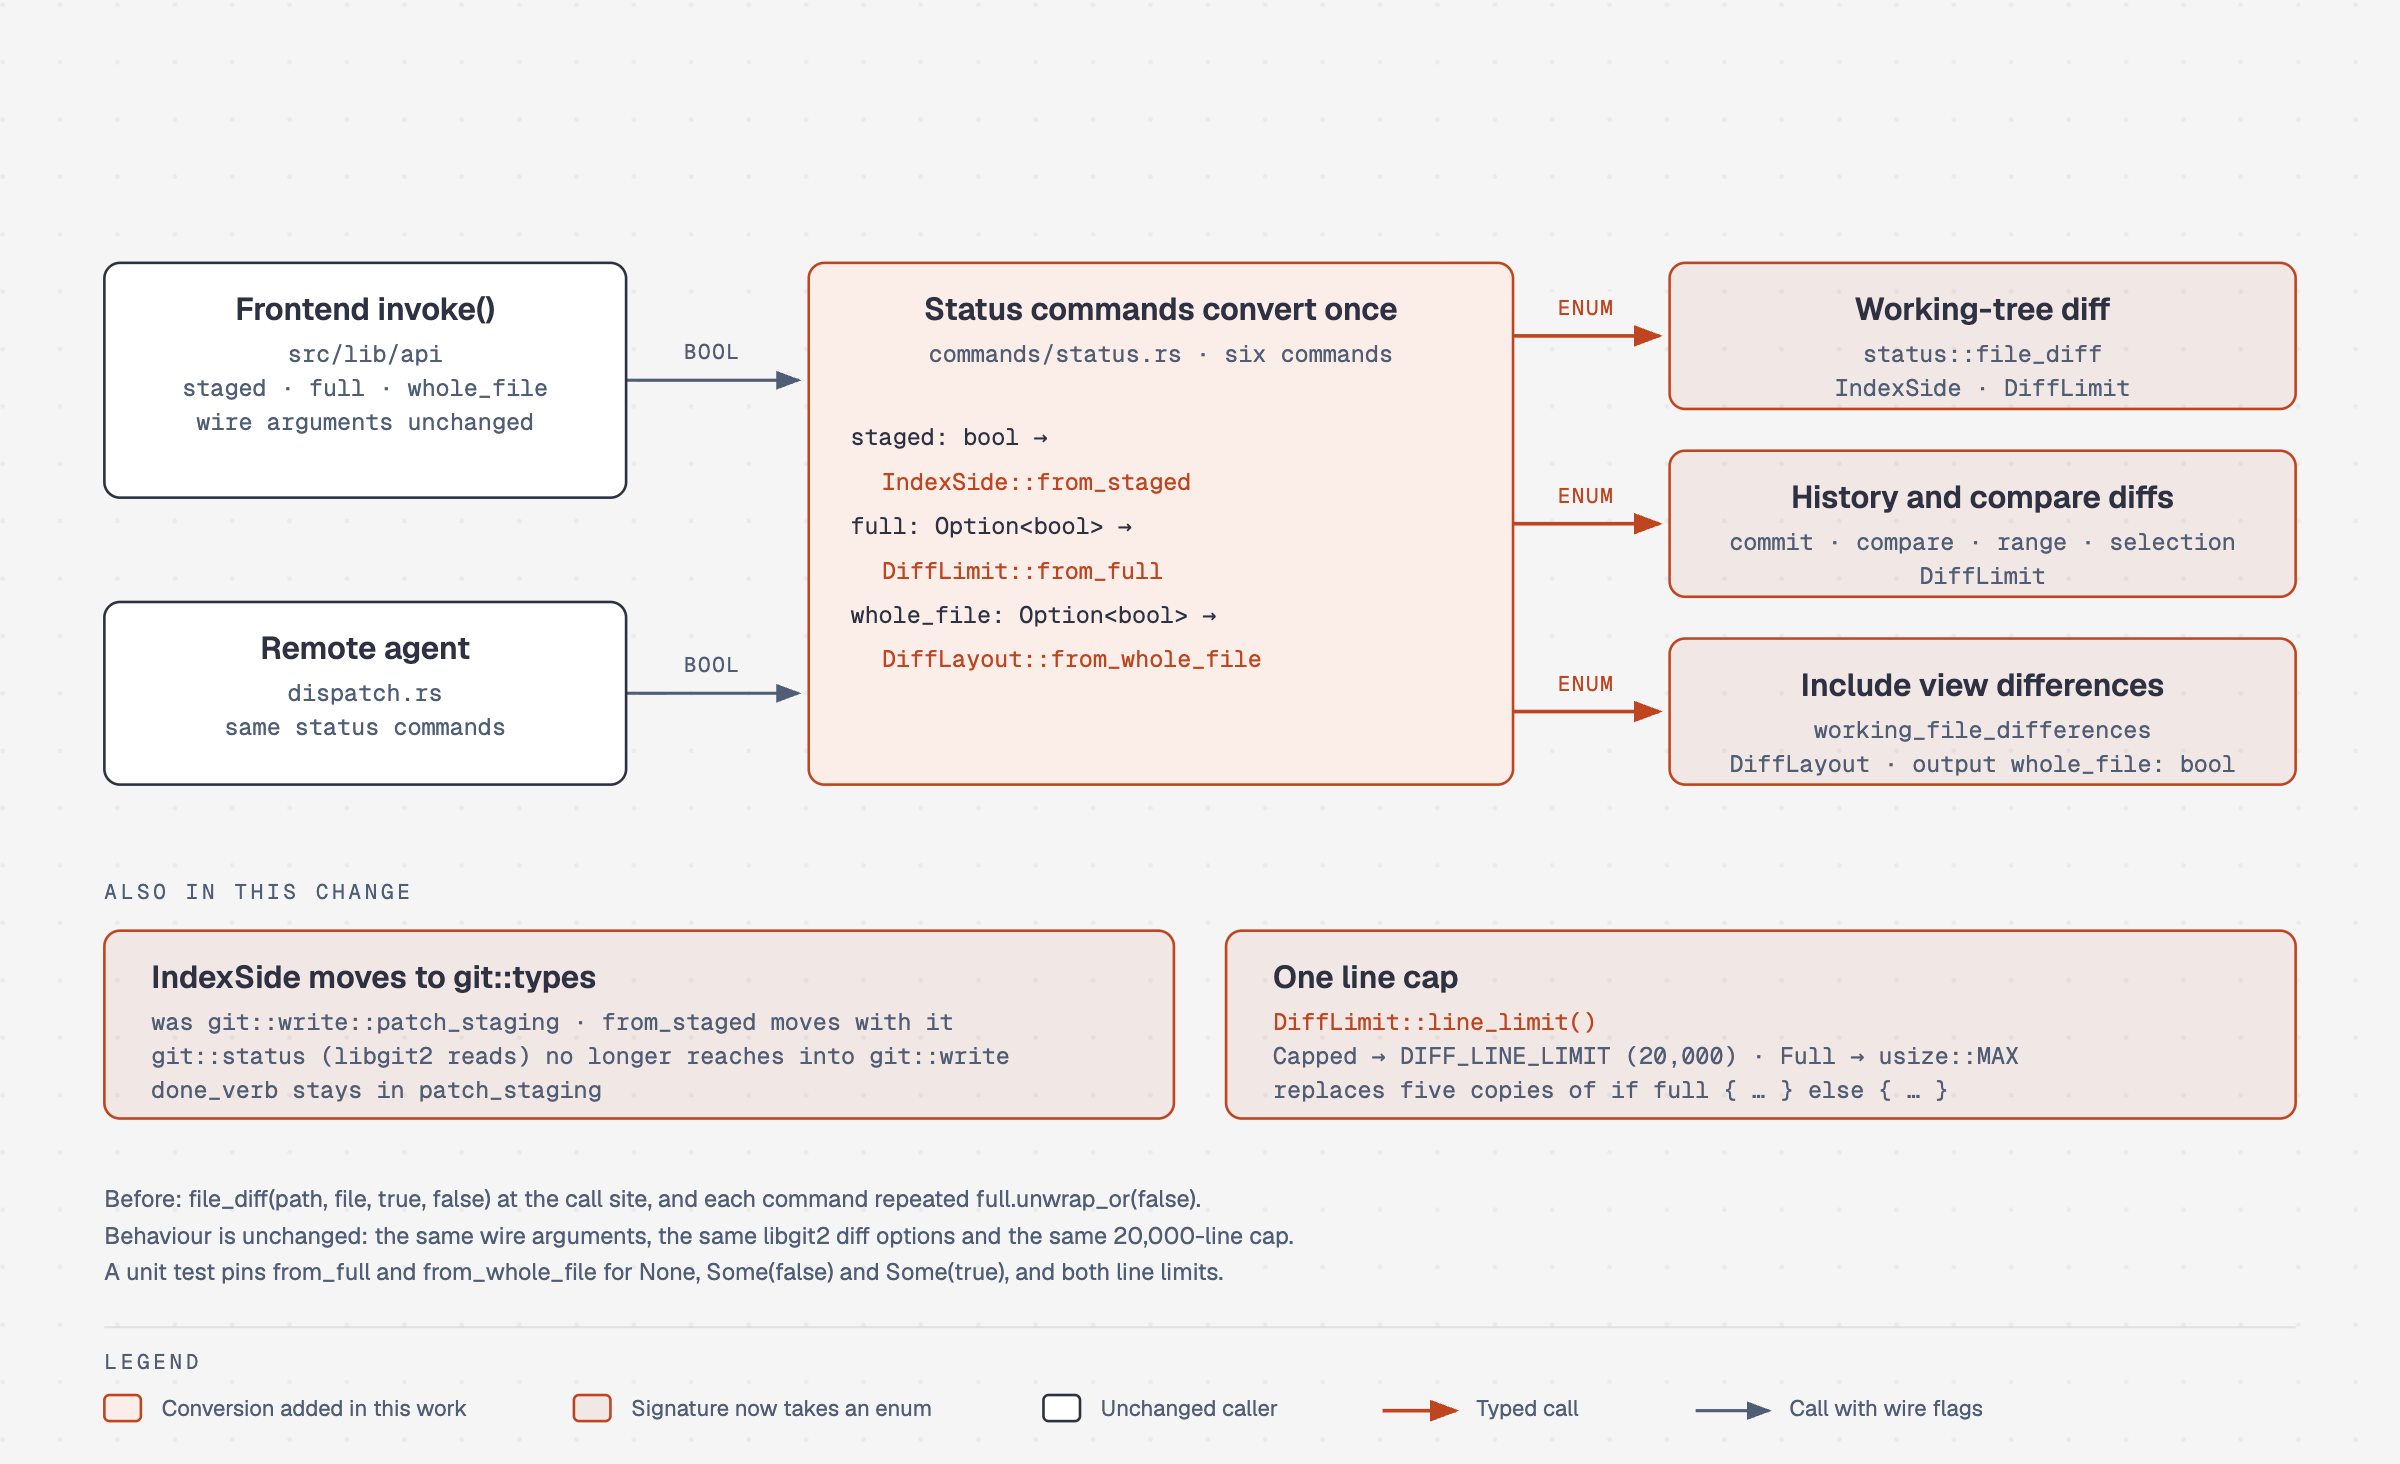 Frontend invoke()
src/lib/api
staged · full · whole_file
wire arguments unchanged
BOOL
Remote agent
dispatch.rs
same status commands
BOOL
Status commands convert once
commands/status.rs · six commands
staged: bool →
IndexSide::from_staged
full: Option<bool> →
DiffLimit::from_full
whole_file: Option<bool> →
DiffLayout::from_whole_file
ENUM
Working-tree diff
status::file_diff
IndexSide · DiffLimit
ENUM
History and compare diffs
commit · compare · range · selection
DiffLimit
ENUM
Include view differences
working_file_differences
DiffLayout · output whole_file: bool
ALSO IN THIS CHANGE
IndexSide moves to git::types
was git::write::patch_staging · from_staged moves with it
git::status (libgit2 reads) no longer reaches into git::write
done_verb stays in patch_staging
One line cap
DiffLimit::line_limit()
Capped → DIFF_LINE_LIMIT (20,000) · Full → usize::MAX
replaces five copies of if full { … } else { … }
Before: file_diff(path, file, true, false) at the call site, and each command repeated full.unwrap_or(false).
Behaviour is unchanged: the same wire arguments, the same libgit2 diff options and the same 20,000-line cap.
A unit test pins from_full and from_whole_file for None, Some(false) and Some(true), and both line limits.
LEGEND
Conversion added in this work
Signature now takes an enum
Unchanged caller
Typed call
Call with wire flags